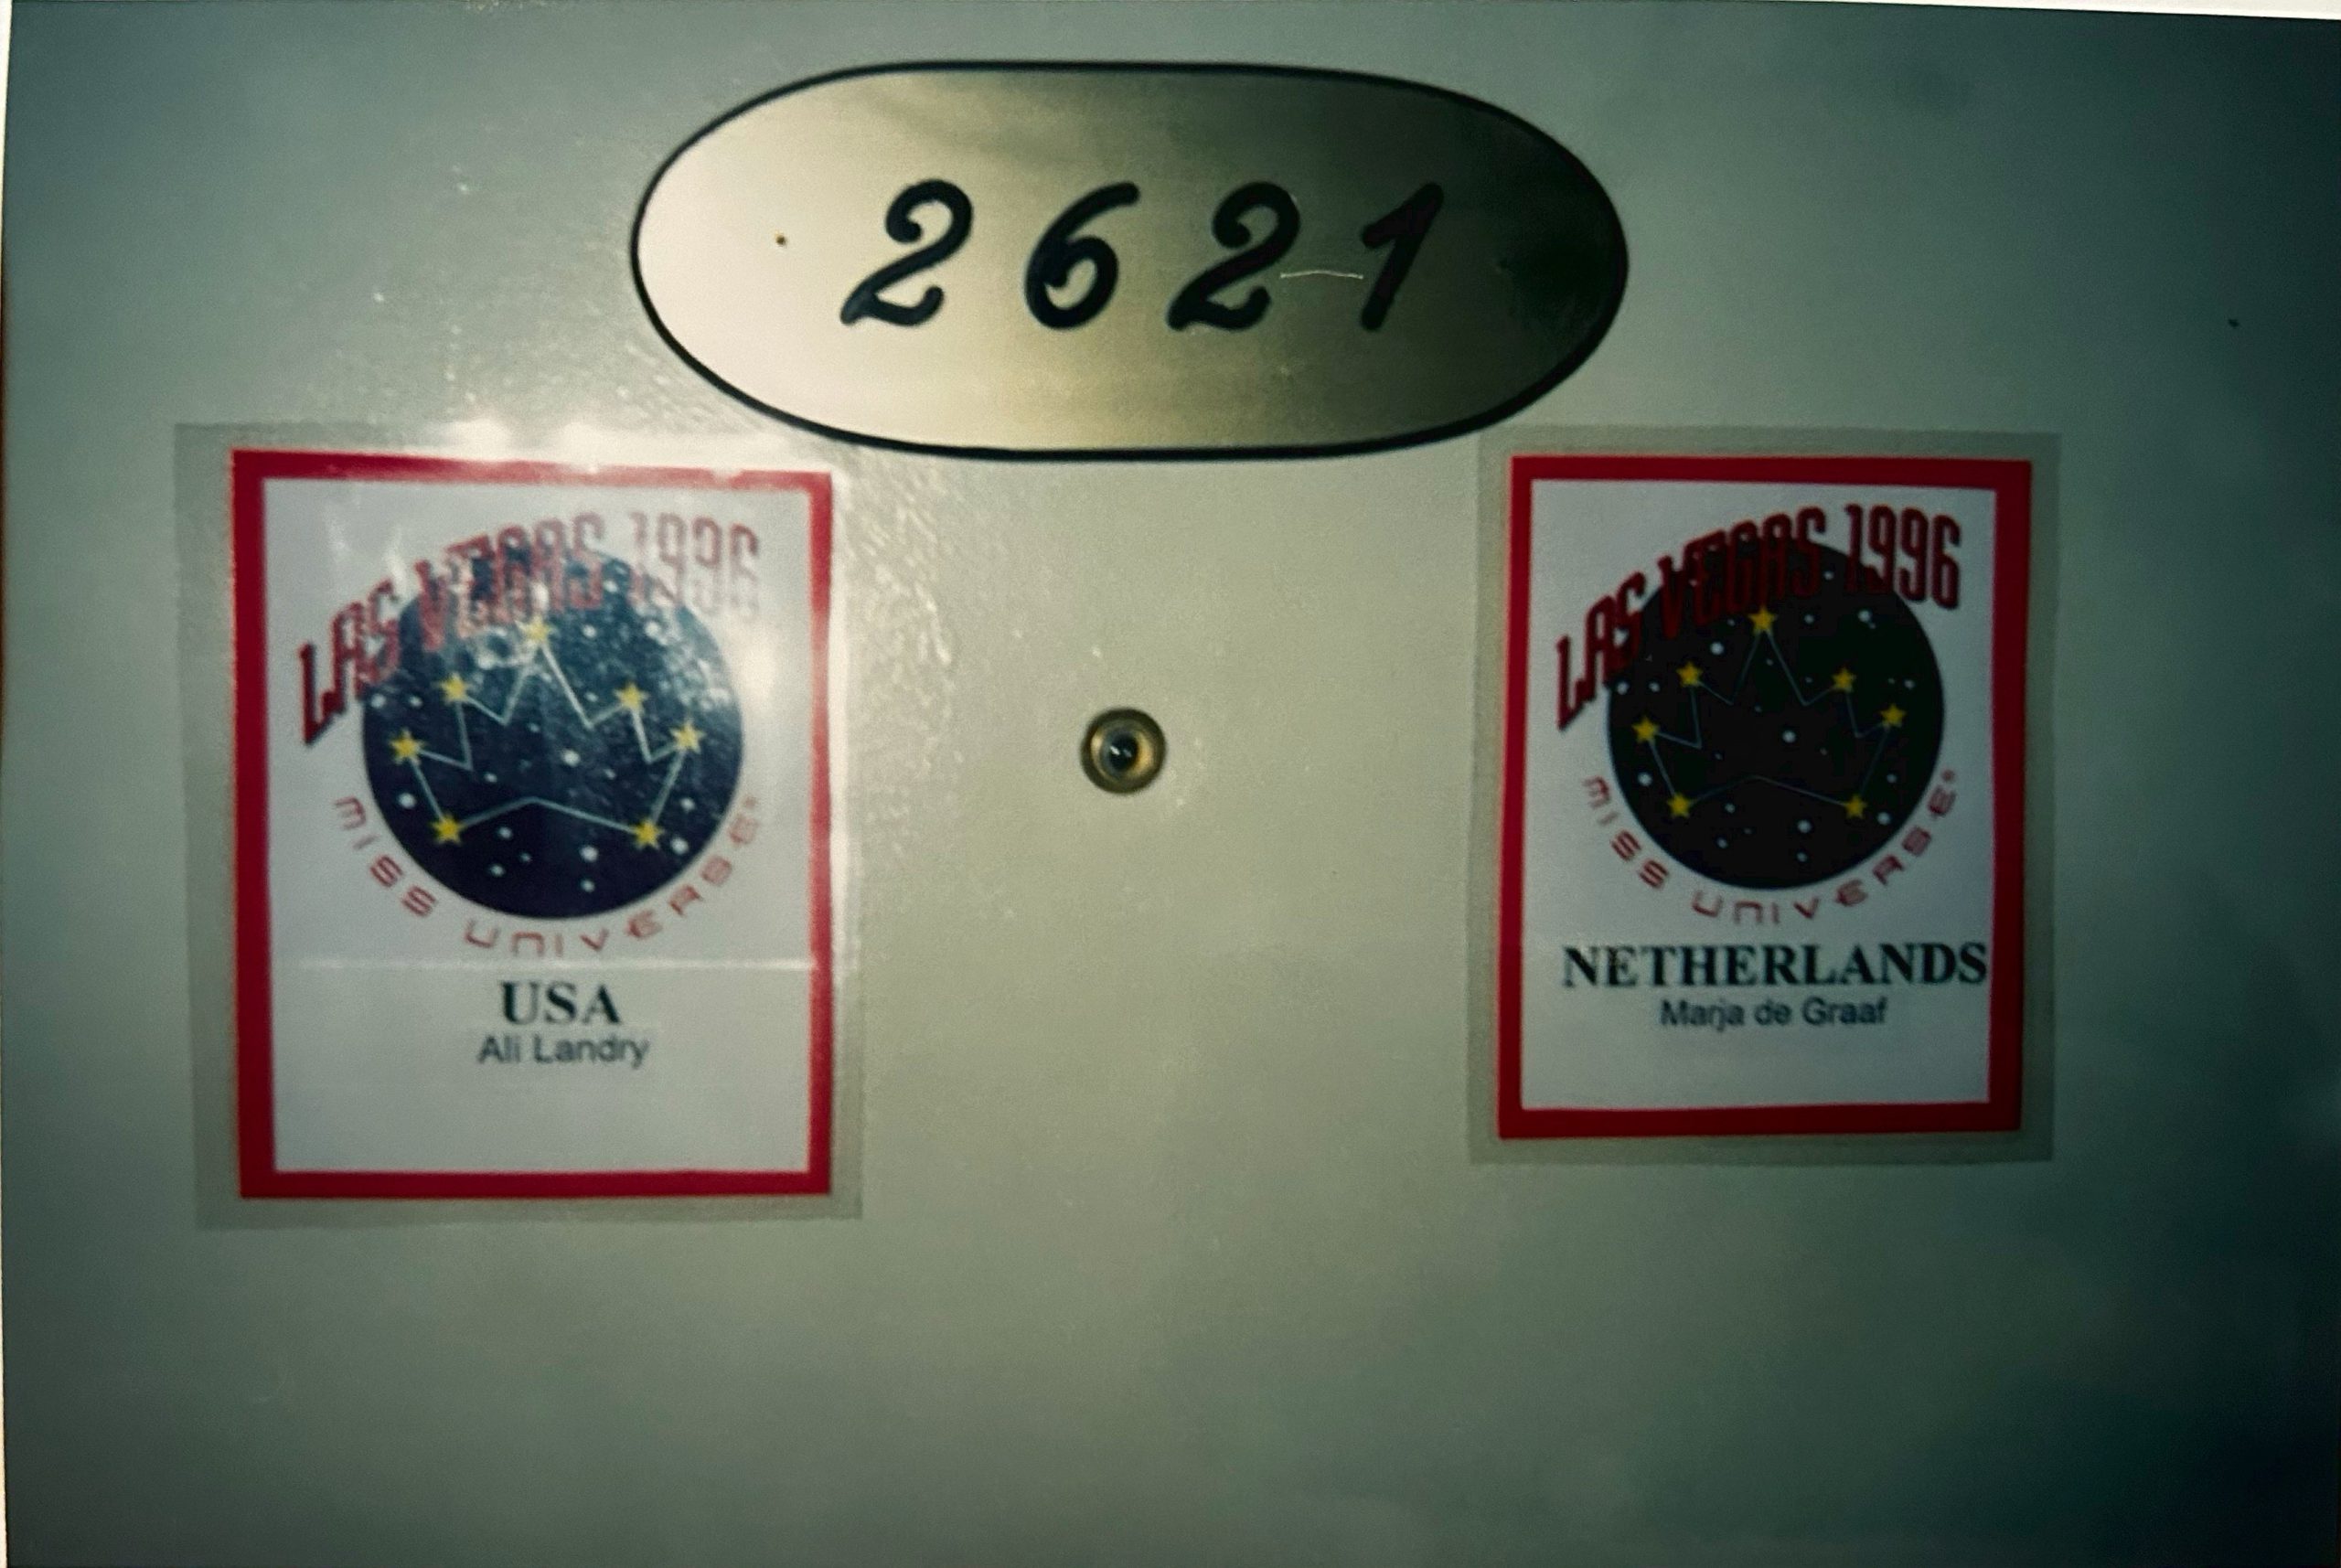 2621
LAS VEGAS 1996
MISS UNIVERSE®
USA
Ali Landry
LAS VEGAS 1996
MISS UNIVERSE®
NETHERLANDS
Marja de Graaf